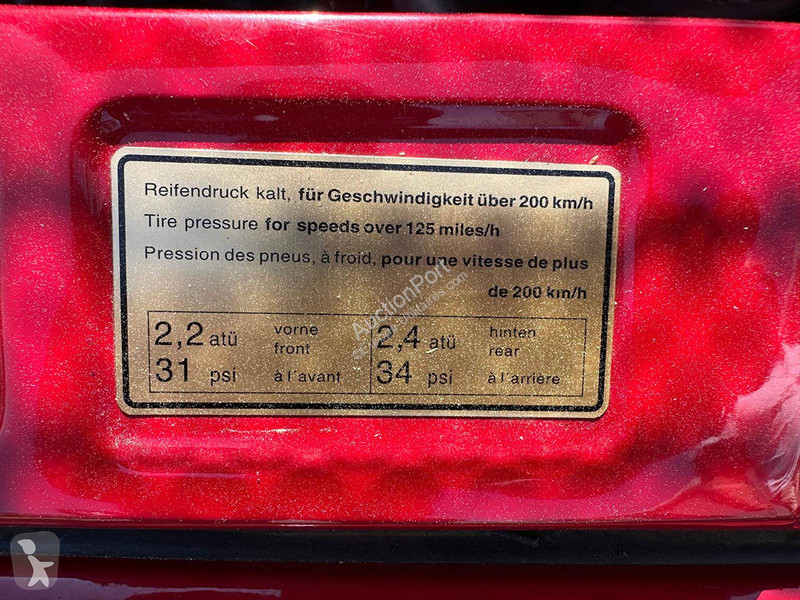 Reifendruck kalt, für Geschwindigkeit über 200 km/h
Tire pressure for speeds over 125 miles/h
Pression des pneus, à froid, pour une vitesse de plus
de 200 km/h
2,2 atü vorne 2,4 atü hinten
front rear
31 psi à l'avant 34 psi à l'arrière
AuctionPort